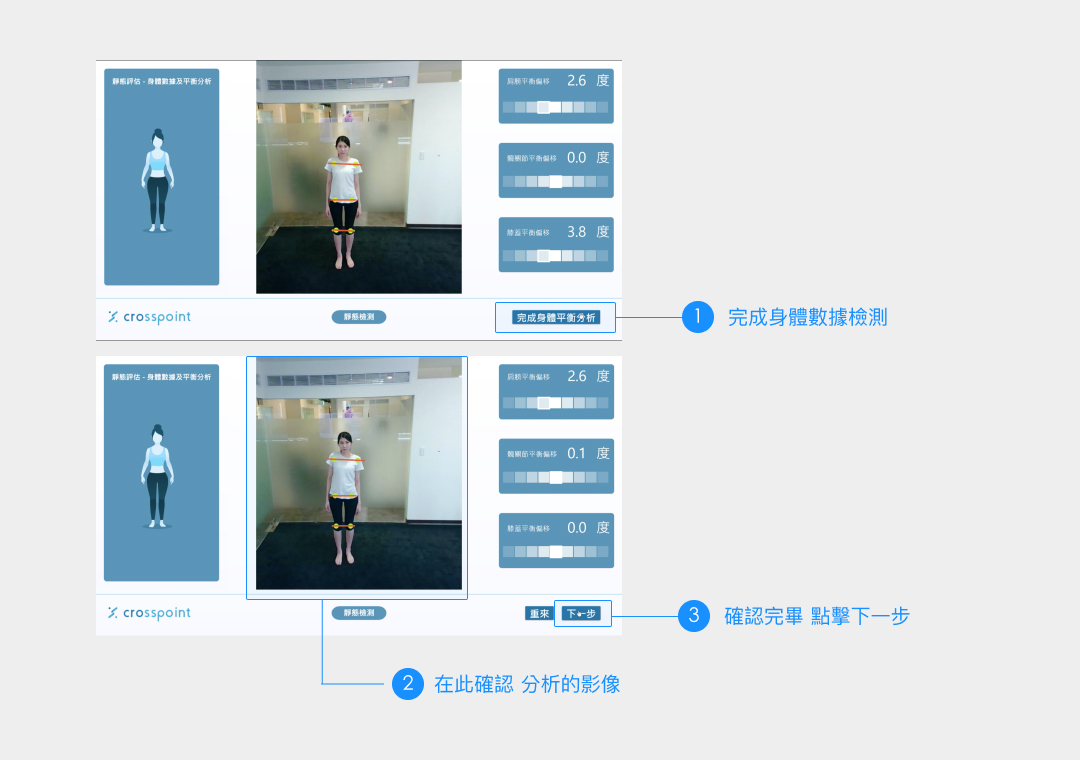 靜態評估 - 身體數據及平衡分析
肩膀平衡偏移 2.6 度
髖關節平衡偏移 0.0 度
膝蓋平衡偏移 3.8 度
crosspoint
靜態檢測
完成身體平衡分析
1 完成身體數據檢測
靜態評估 - 身體數據及平衡分析
肩膀平衡偏移 2.6 度
髖關節平衡偏移 0.1 度
膝蓋平衡偏移 0.0 度
crosspoint
靜態檢測
重來 下一步
3 確認完畢 點擊下一步
2 在此確認 分析的影像